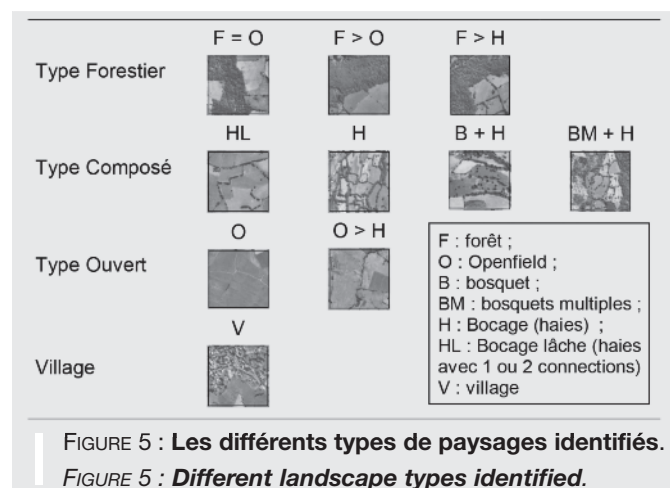 F = O F > O F > H
Type Forestier
HL H B + H BM + H
Type Composé
O O > H
Type Ouvert
V
Village
F : forêt ;
O : Openfield ;
B : bosquet ;
BM : bosquets multiples ;
H : Bocage (haies) ;
HL : Bocage lâche (haies
avec 1 ou 2 connections)
V : village
FIGURE 5 : Les différents types de paysages identifiés.
FIGURE 5 : Different landscape types identified.